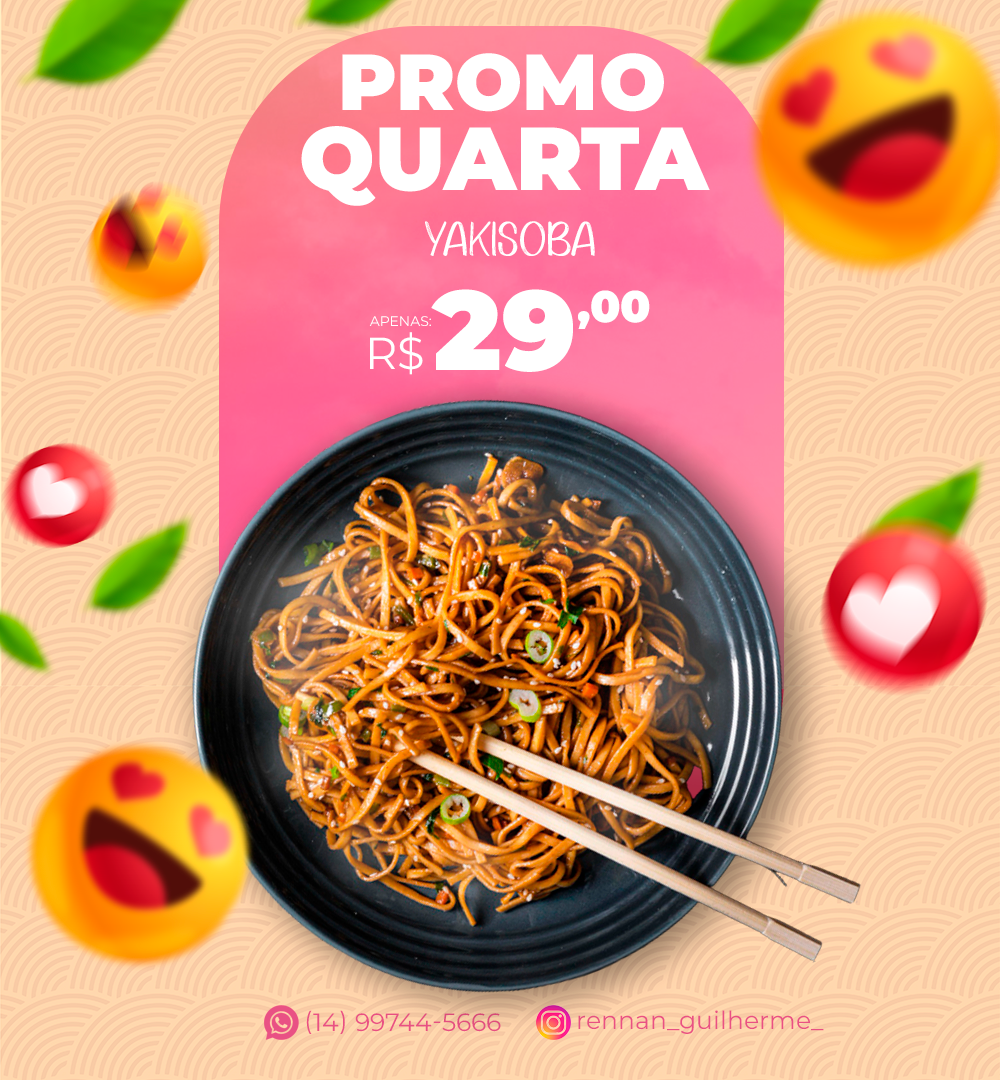 PROMO
QUARTA
YAKISOBA
APENAS:
R$ 29,00
(14) 99744-5666 rennan_guilherme_